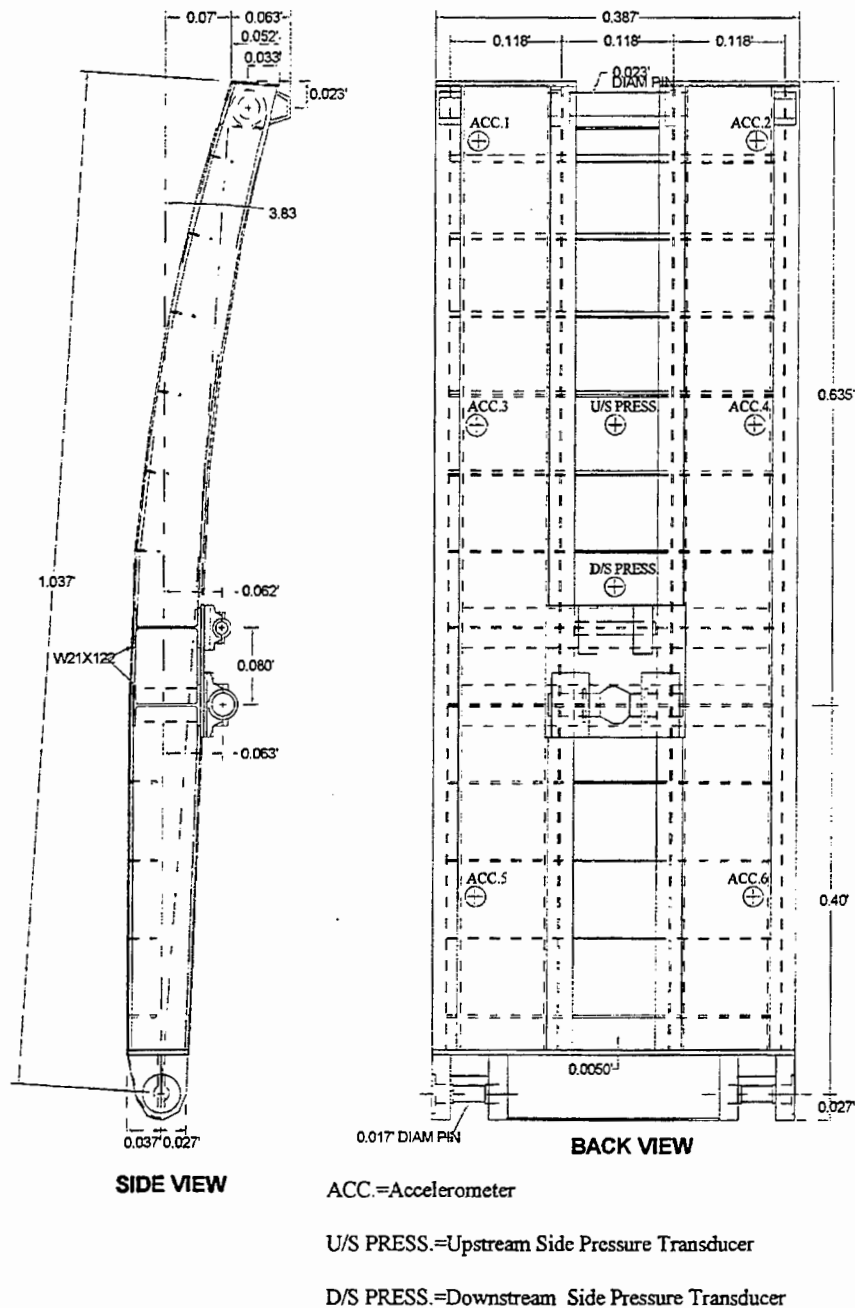 0.07' 0.063'
0.052'
0.033'
0.023'
3.83
1.037'
0.062'
W21X122
0.080'
0.063'
0.037' 0.027'
SIDE VIEW
0.387'
0.118' 0.118' 0.118'
0.023'
DIAM PIN
ACC.1 ACC.2
ACC.3 U/S PRESS. ACC.4
0.635'
D/S PRESS.
ACC.5 ACC.6
0.40'
0.0050'
0.027'
0.017' DIAM PIN
BACK VIEW
ACC.=Accelerometer
U/S PRESS.=Upstream Side Pressure Transducer
D/S PRESS.=Downstream Side Pressure Transducer